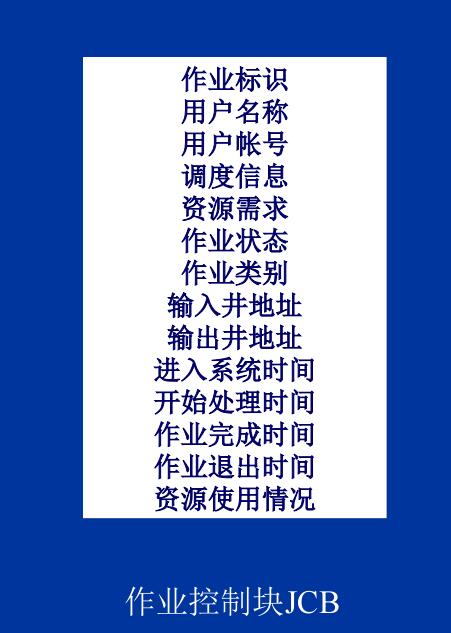 作业标识
用户名称
用户帐号
调度信息
资源需求
作业状态
作业类别
输入井地址
输出井地址
进入系统时间
开始处理时间
作业完成时间
作业退出时间
资源使用情况
作业控制块JCB